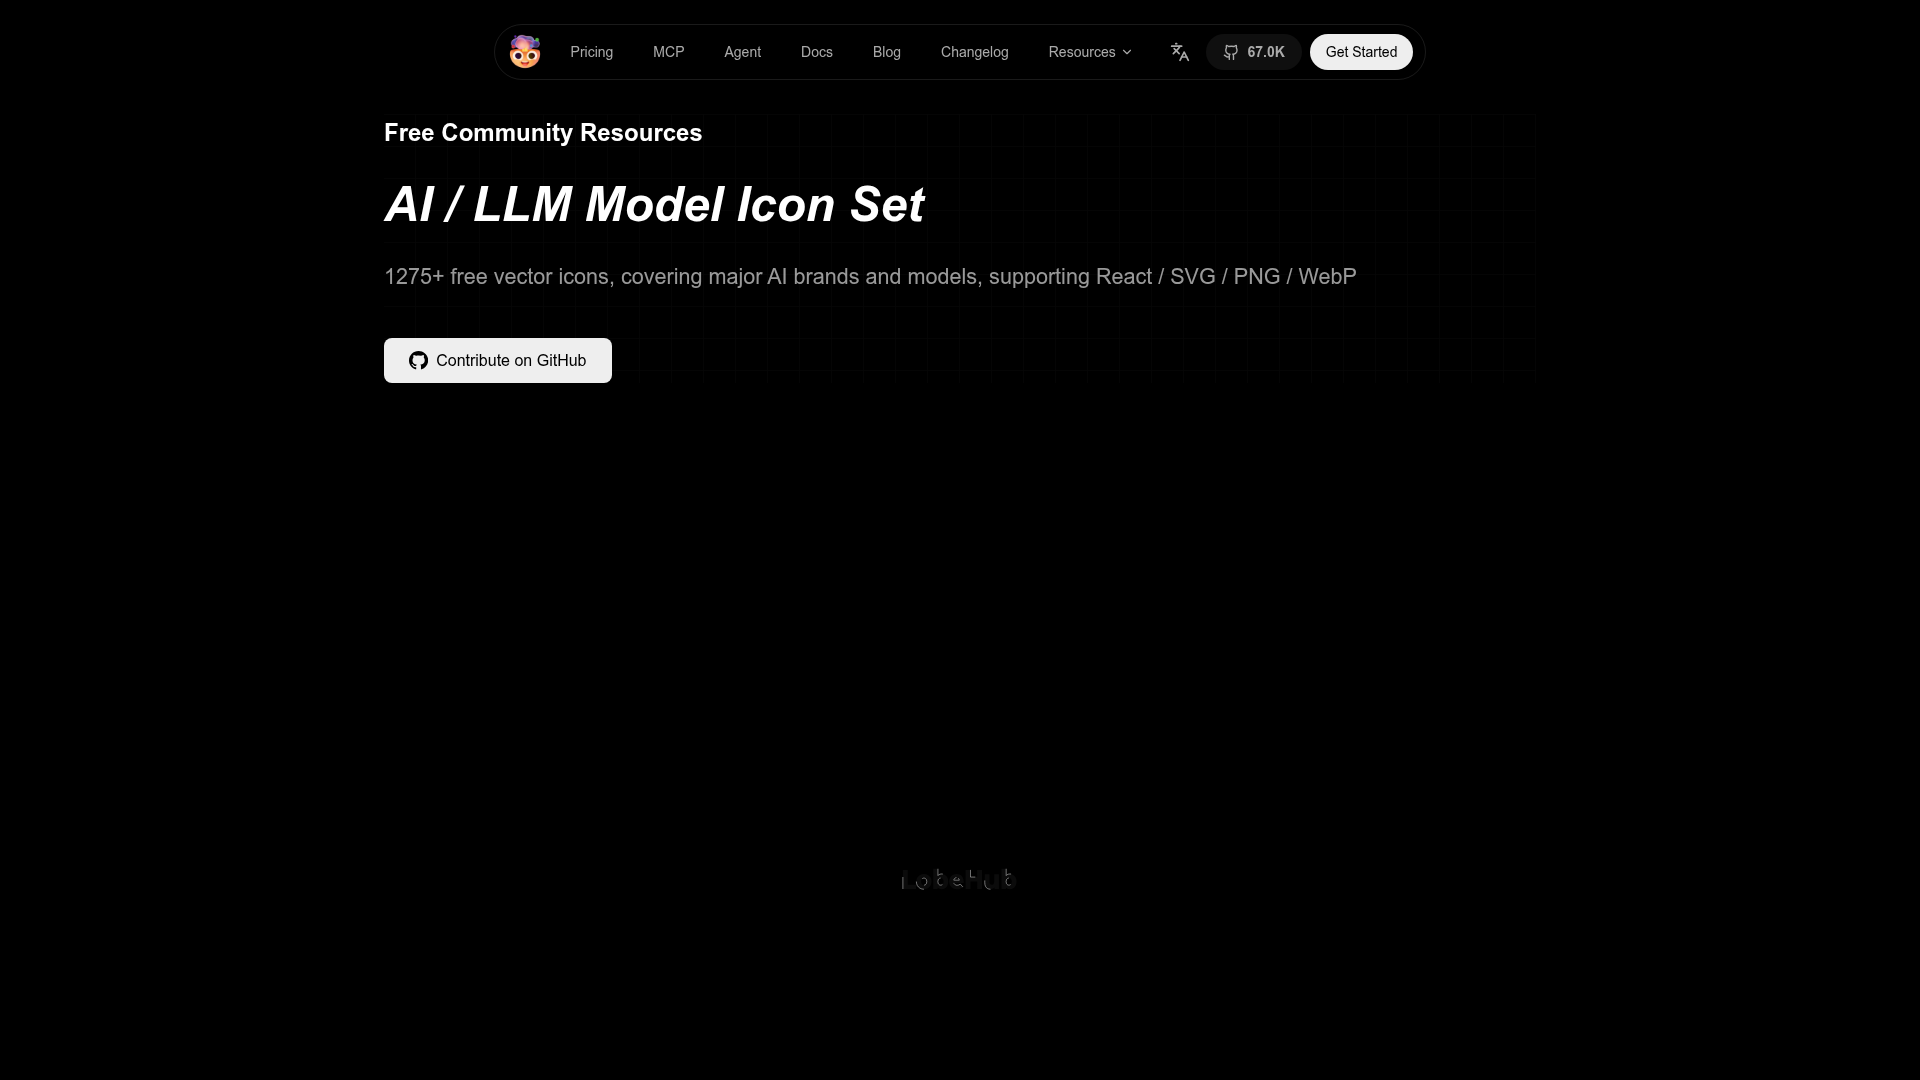 Pricing
MCP
Agent
Docs
Blog
Changelog
Resources
67.0K
Get Started
Free Community Resources
AI / LLM Model Icon Set
1275+ free vector icons, covering major AI brands and models, supporting React / SVG / PNG / WebP
Contribute on GitHub
LobeHub